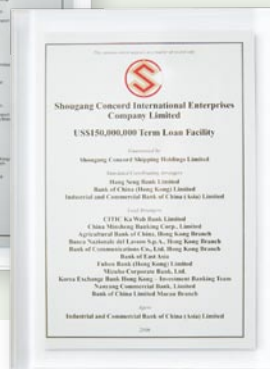 Shougang Concord International Enterprises
Company Limited
US$150,000,000 Term Loan Facility
Guaranteed by
Shougang Concord Shipping Holdings Limited
Coordinating Arrangers
Hang Seng Bank Limited
Bank of China (Hong Kong) Limited
Industrial and Commercial Bank of China (Asia) Limited
Lead Arrangers
CITIC Ka Wah Bank Limited
China Minsheng Banking Corp., Limited
Agricultural Bank of China, Hong Kong Branch
Banca Nazionale del Lavoro S.p.A., Hong Kong Branch
Bank of Communications Co., Ltd. Hong Kong Branch
Bank of East Asia
Fubon Bank (Hong Kong) Limited
Mizuho Corporate Bank, Ltd.
Korea Exchange Bank Hong Kong - Investment Banking Team
Nanyang Commercial Bank, Limited
Bank of China Limited Macau Branch
Agent
Industrial and Commercial Bank of China (Asia) Limited